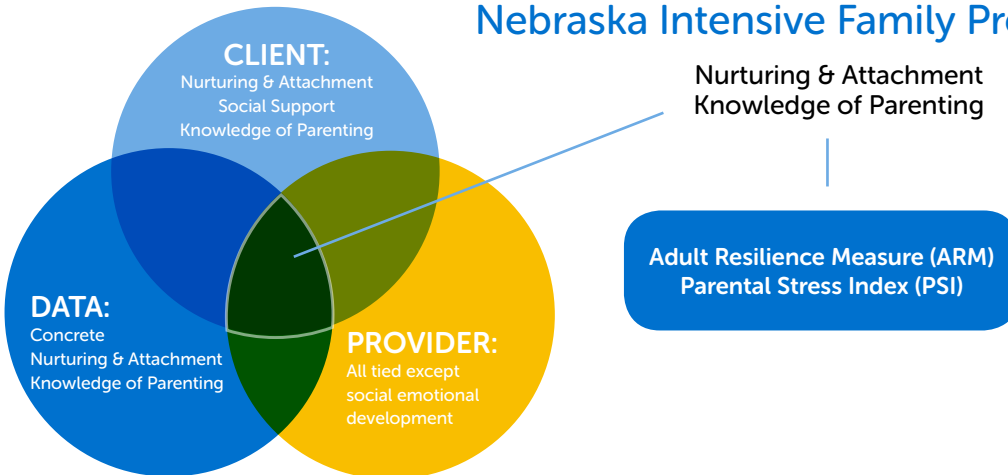 Nebraska Intensive Family
CLIENT:
Nurturing & Attachment
Social Support
Knowledge of Parenting
Nurturing & Attachment
Knowledge of Parenting
Adult Resilience Measure (ARM)
Parental Stress Index (PSI)
DATA:
Concrete
Nurturing & Attachment
Knowledge of Parenting
PROVIDER:
All tied except
social emotional
development